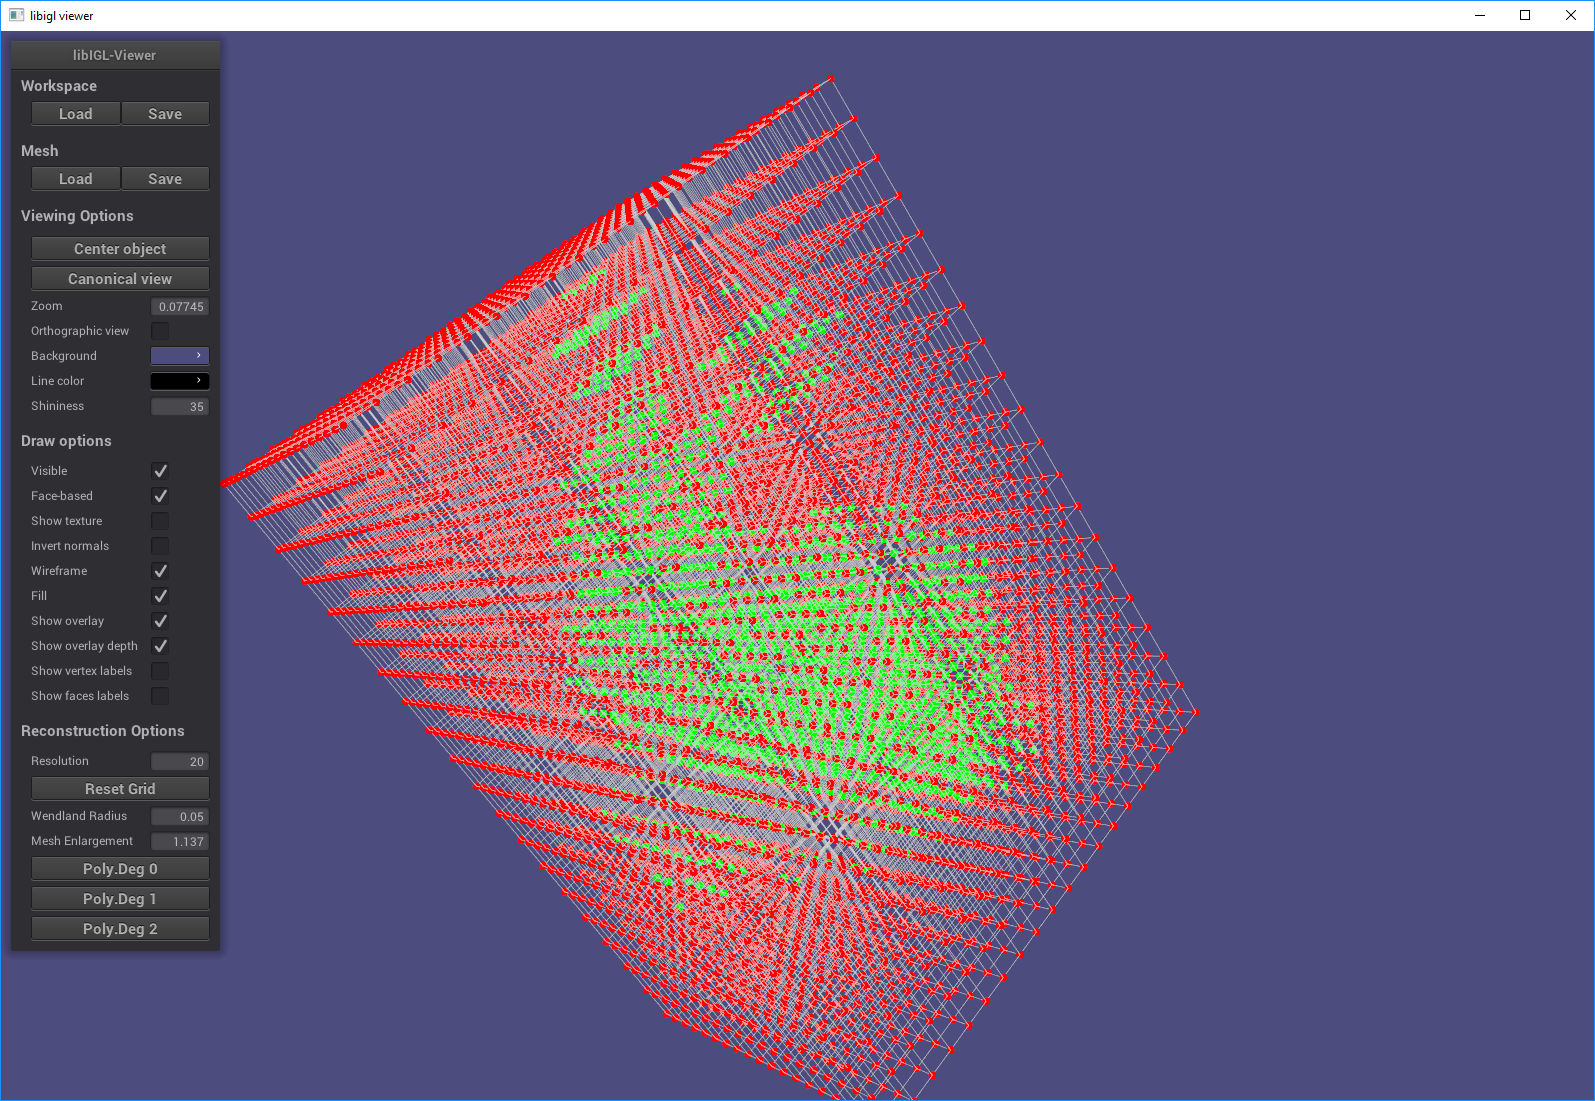 libigl viewer
libIGL-Viewer
Workspace
Load Save
Mesh
Load Save
Viewing Options
Center object
Canonical view
Zoom 0.07745
Orthographic view
Background
Line color
Shininess 35
Draw options
Visible
Face-based
Show texture
Invert normals
Wireframe
Fill
Show overlay
Show overlay depth
Show vertex labels
Show faces labels
Reconstruction Options
Resolution 20
Reset Grid
Wendland Radius 0.05
Mesh Enlargement 1.137
Poly.Deg 0
Poly.Deg 1
Poly.Deg 2